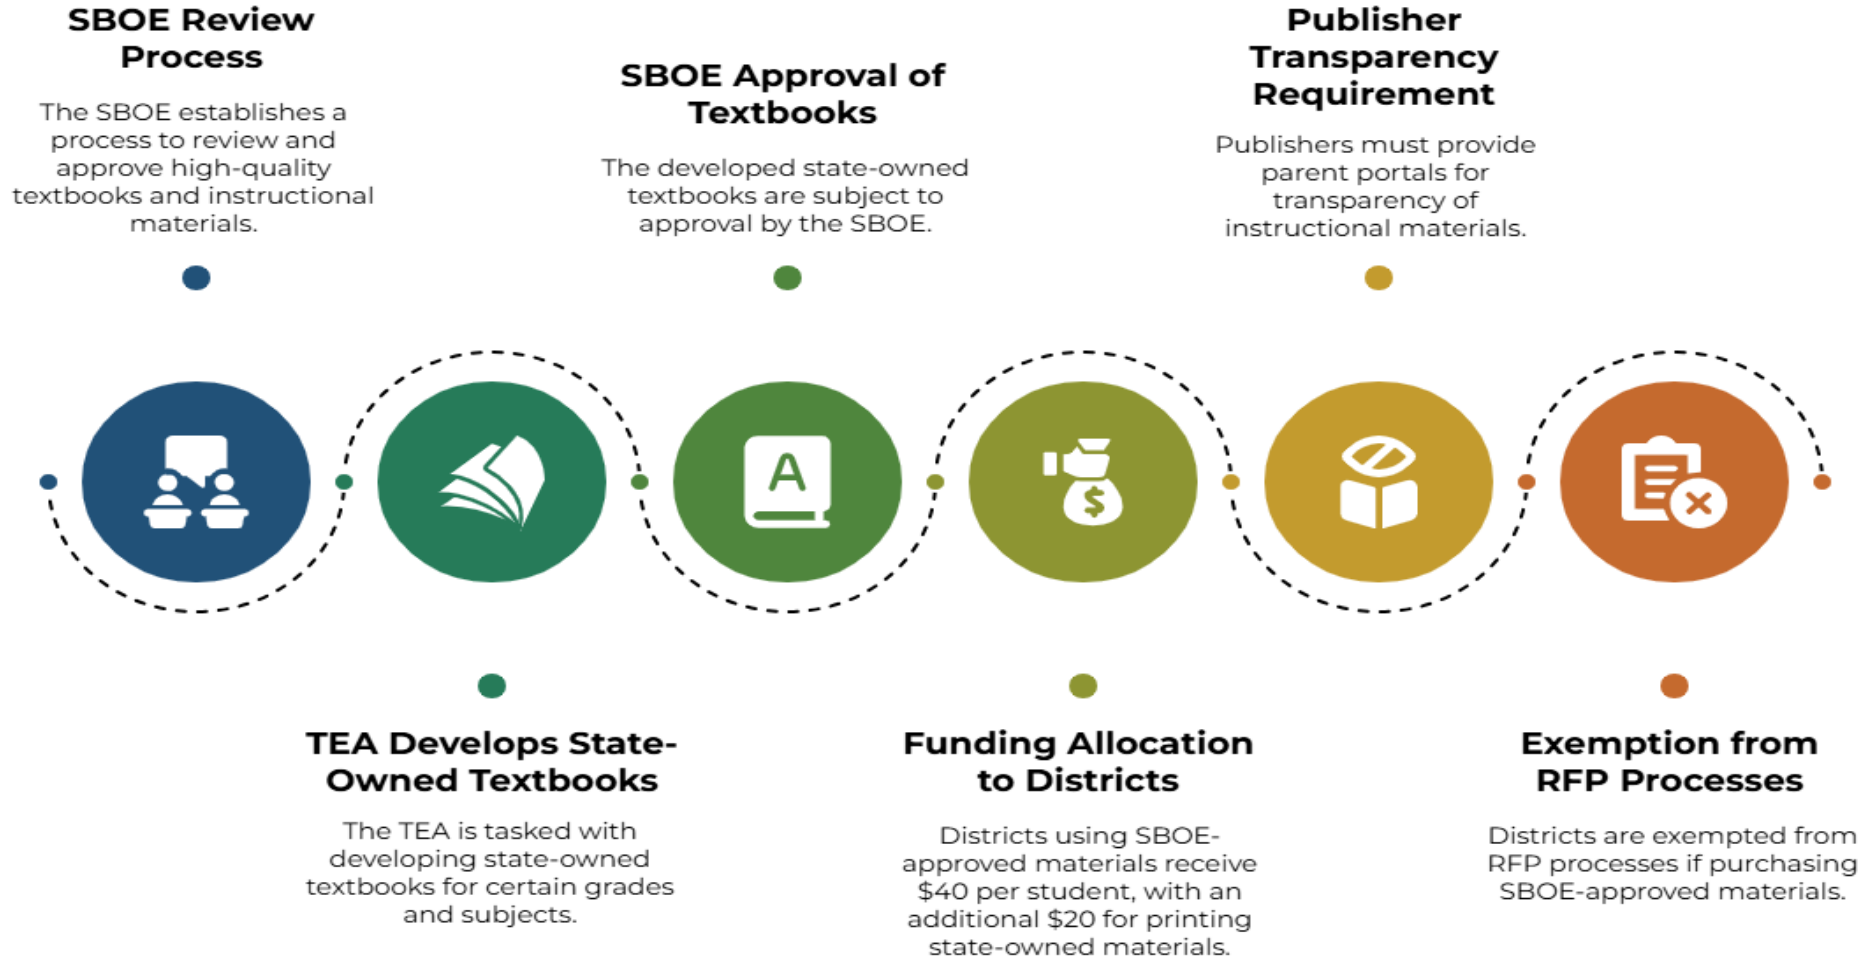 SBOE Review
Process
The SBOE establishes a
process to review and
approve high-quality
textbooks and instructional
materials.
TEA Develops State-
Owned Textbooks
The TEA is tasked with
developing state-owned
textbooks for certain grades
and subjects.
SBOE Approval of
Textbooks
The developed state-owned
textbooks are subject to
approval by the SBOE.
A
Funding Allocation
to Districts
Districts using SBOE-
approved materials receive
$40 per student, with an
additional $20 for printing
state-owned materials.
$
Publisher
Transparency
Requirement
Publishers must provide
parent portals for
transparency of
instructional materials.
Exemption from
RFP Processes
Districts are exempted from
RFP processes if purchasing
SBOE-approved materials.